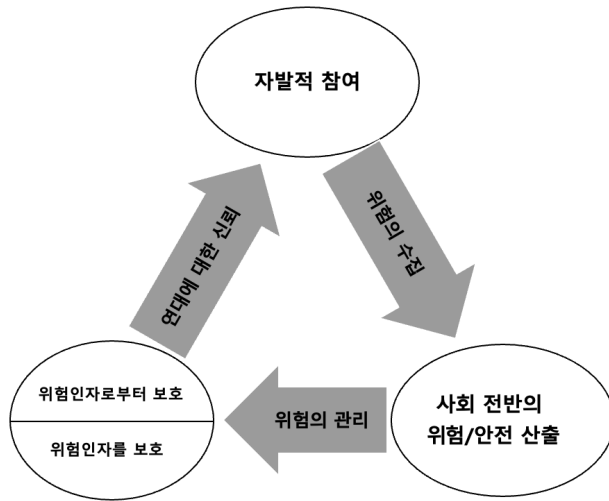 자발적 참여
위험의 수집
사회 전반의
위험/안전 산출
위험의 관리
위험인자로부터 보호
위험인자를 보호
연대에 대한 신뢰